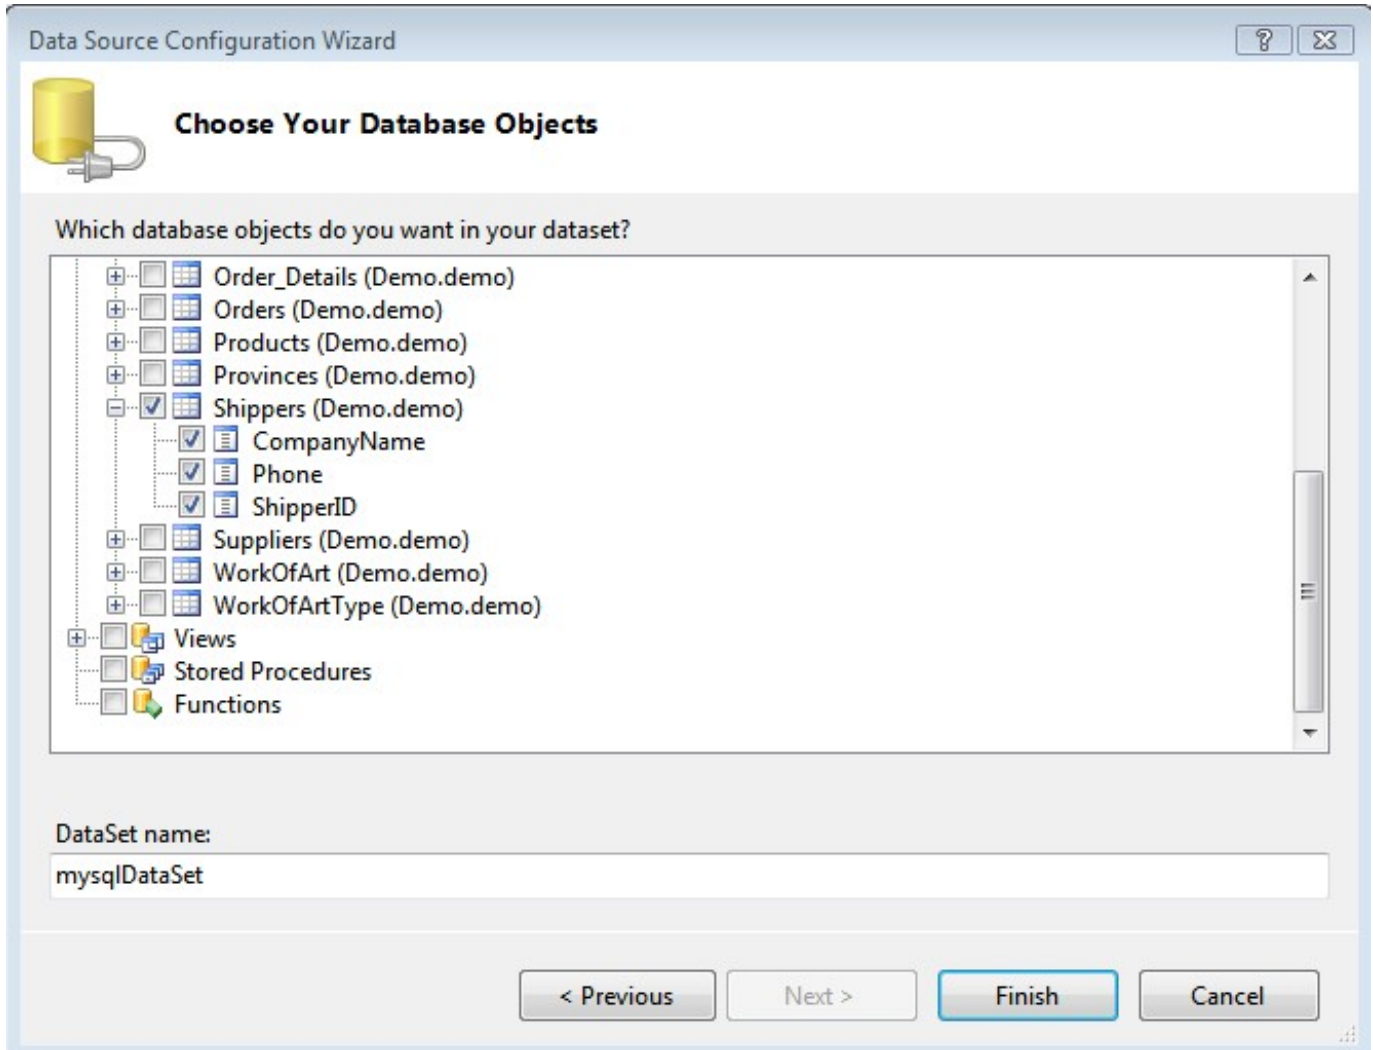 Data Source Configuration Wizard
Choose Your Database Objects
Which database objects do you want in your dataset?
Order_Details (Demo.demo)
Orders (Demo.demo)
Products (Demo.demo)
Provinces (Demo.demo)
Shippers (Demo.demo)
CompanyName
Phone
ShipperID
Suppliers (Demo.demo)
WorkOfArt (Demo.demo)
WorkOfArtType (Demo.demo)
Views
Stored Procedures
Functions
DataSet name:
mysqlDataSet
< Previous Next > Finish Cancel